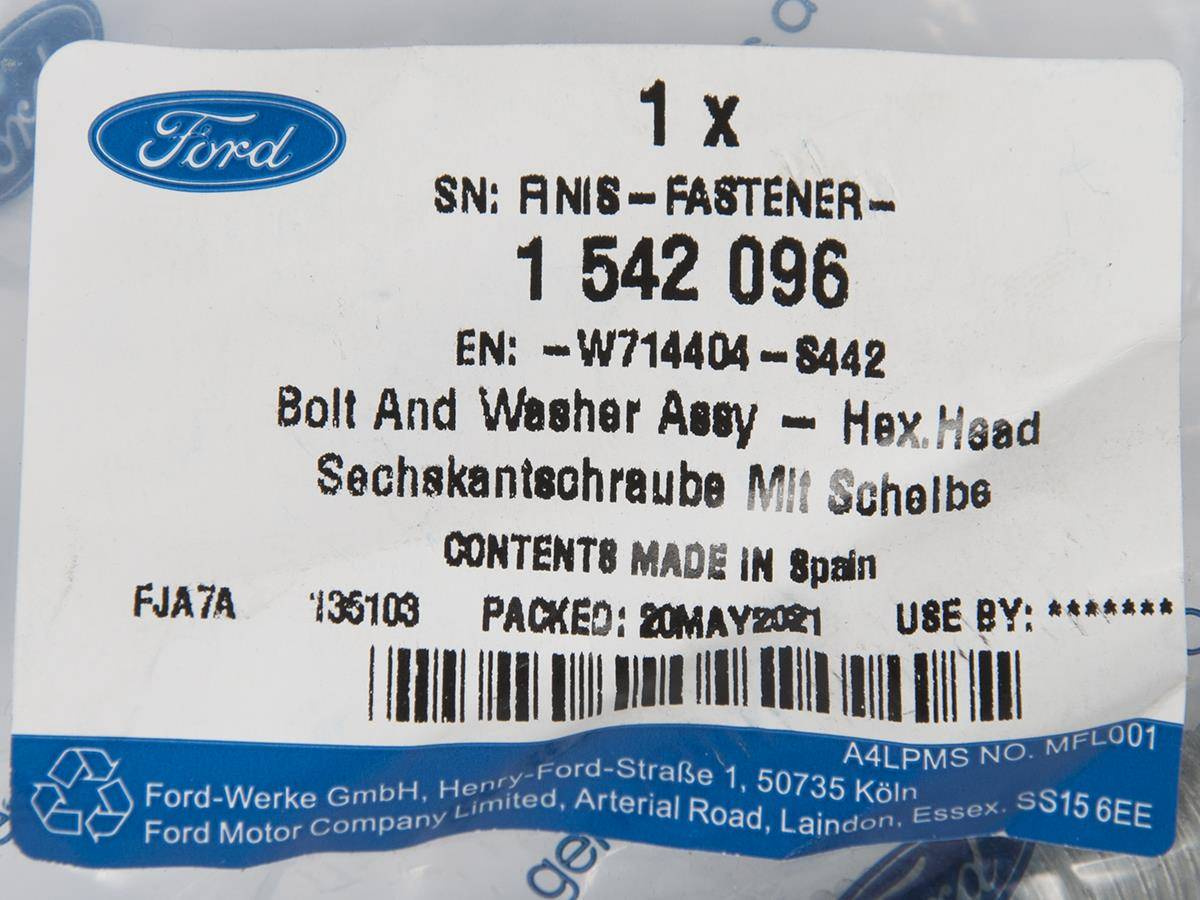 Ford
1 x
SN: FINIS-FASTENER-
1 542 096
EN: -W714404-S442
Bolt And Washer Assy - Hex.Head
Sechskantschraube Mit Scheibe
CONTENTS MADE IN Spain
FJA7A 135103 PACKED: 20MAY2021 USE BY: *******
A4LPMS NO. MFL001
Ford-Werke GmbH, Henry-Ford-Straße 1, 50735 Köln
Ford Motor Company Limited, Arterial Road, Laindon, Essex. SS15 6EE
Ford